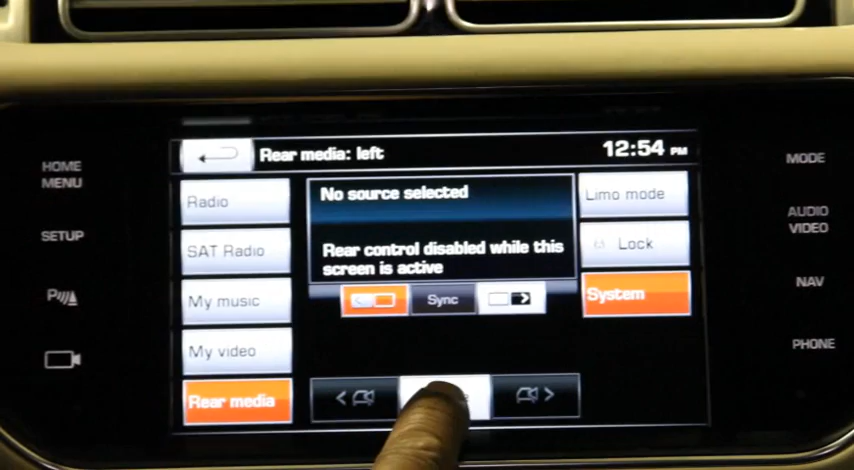 HOME
MENU
SETUP
P
Rear media: left
12:54 PM
Radio
SAT Radio
My music
My video
Rear media
No source selected
Rear control disabled while this
screen is active
Sync
Limo mode
Lock
System
MODE
AUDIO
VIDEO
NAV
PHONE